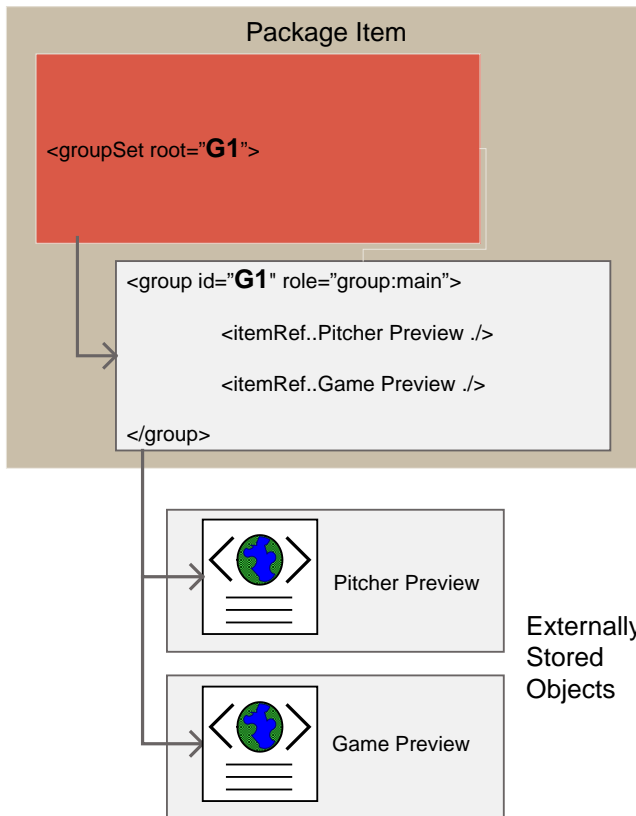 Package Item
<groupSet root=”G1”>
<group id=”G1" role=”group:main”>
<itemRef..Pitcher Preview ./>
<itemRef..Game Preview ./>
</group>
Pitcher Preview
Externally
Stored
Objects
Game Preview